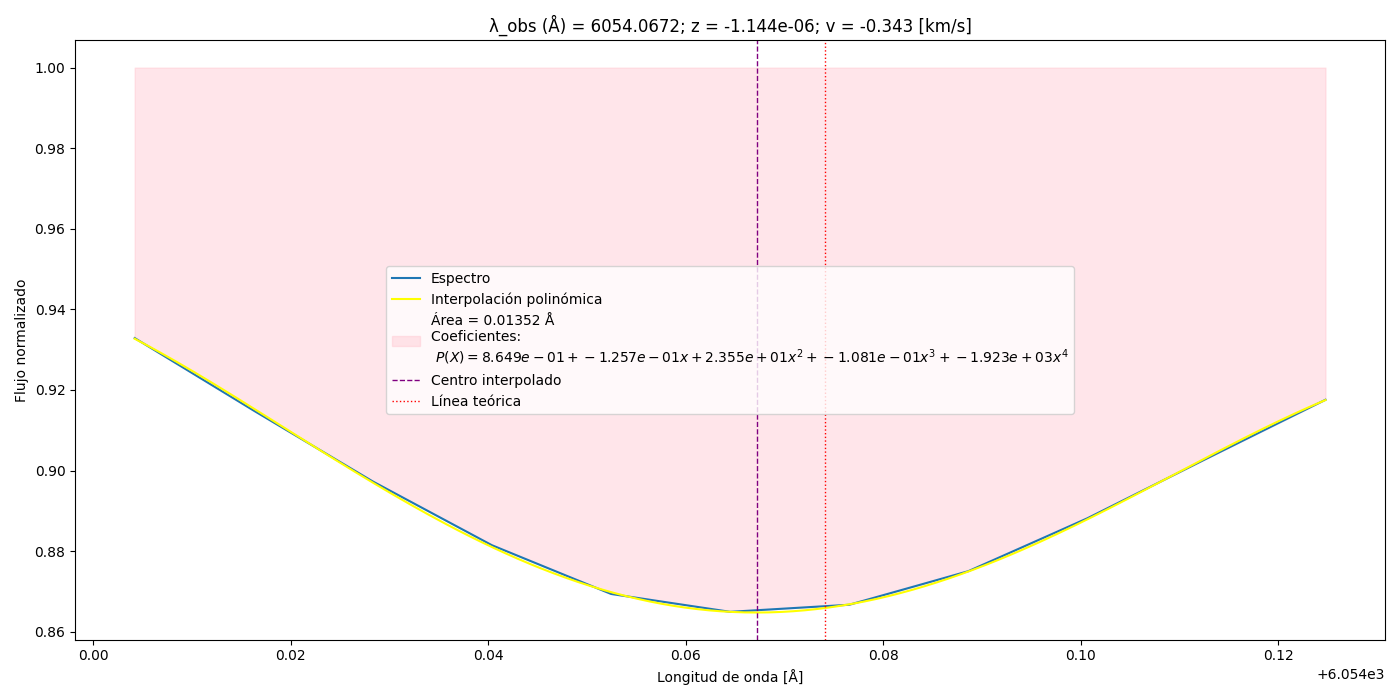 λ_obs (Å) = 6054.0672; z = -1.144e-06; v = -0.343 [km/s]
Flujo normalizado
1.00
0.98
0.96
0.94
0.92
0.90
0.88
0.86
Espectro
Interpolación polinómica
Área = 0.01352 Å
Coeficientes:
P(X) = 8.649e − 01 + −1.257e − 01x + 2.355e + 01x² + −1.081e − 01x³ + −1.923e + 03x⁴
Centro interpolado
Línea teórica
0.00 0.02 0.04 0.06 0.08 0.10 0.12
+6.054e3
Longitud de onda [Å]